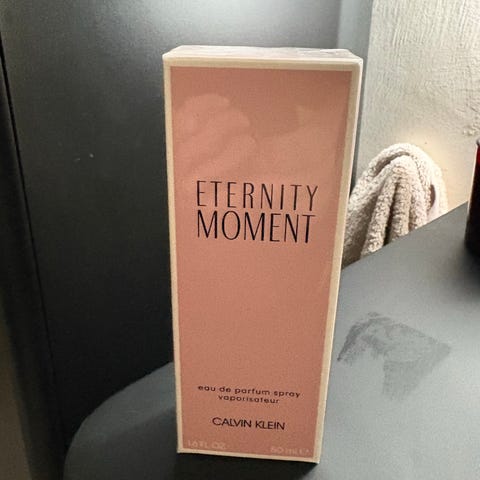 ETERNITY
MOMENT
eau de parfum spray
vaporisateur
CALVIN KLEIN
1.6 FL.OZ. 50 ml ℮